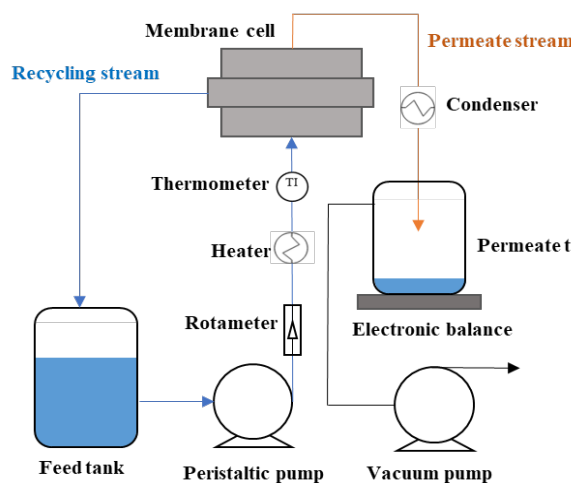 Membrane cell
Permeate stream
Recycling stream
Condenser
Thermometer
TI
Heater
Permeate t
Rotameter
Electronic balance
Feed tank
Peristaltic pump
Vacuum pump